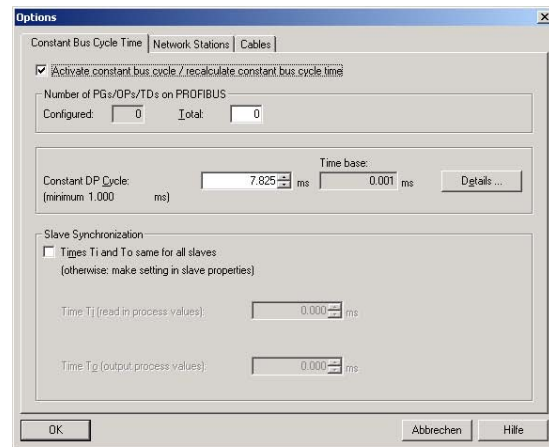 Options
Constant Bus Cycle Time Network Stations Cables
Activate constant bus cycle / recalculate constant bus cycle time
Number of PGs/OPs/TDs on PROFIBUS
Configured: 0 Total: 0
Time base:
Constant DP Cycle: 7.825 ms 0.001 ms Details ...
(minimum 1.000 ms)
Slave Synchronization
Times Ti and To same for all slaves
(otherwise: make setting in slave properties)
Time Ti (read in process values): 0.000 ms
Time To (output process values): 0.000 ms
OK Abbrechen Hilfe